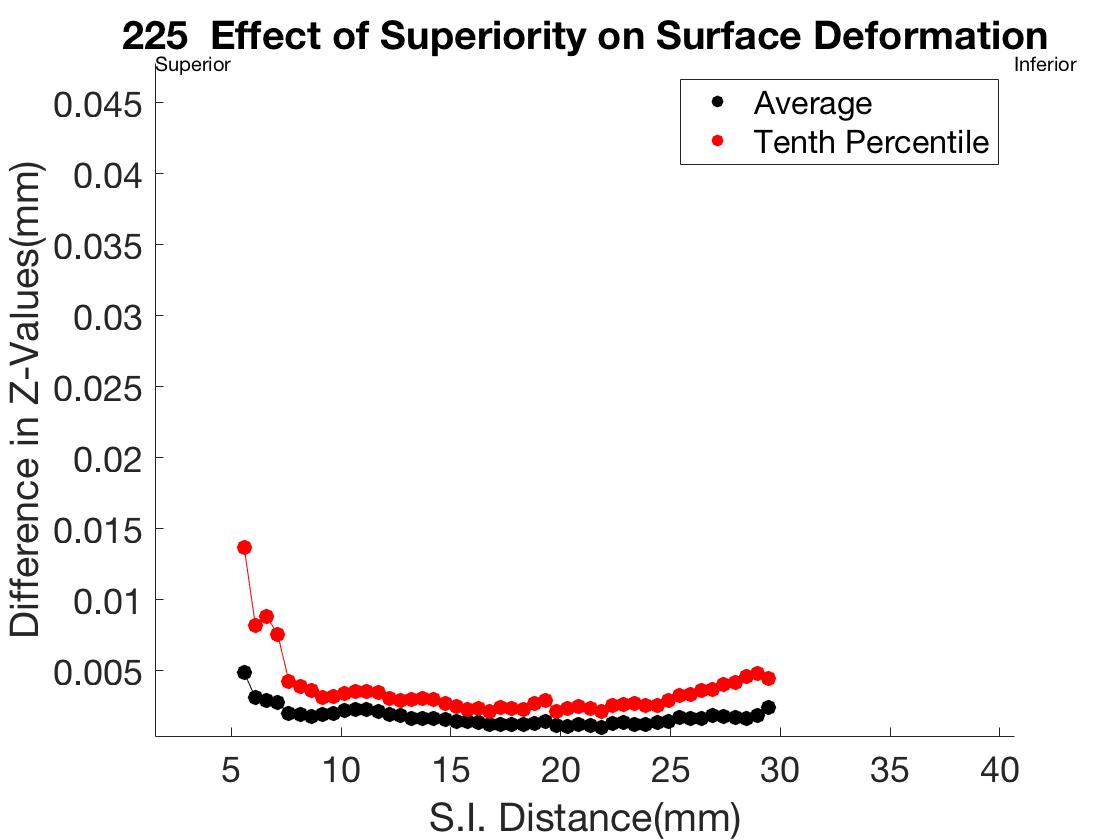 225  Effect of Superiority on Surface Deformation
Superior
Inferior
Average
Tenth Percentile
0.045
0.04
0.035
0.03
0.025
0.02
0.015
0.01
0.005
Difference in Z-Values(mm)
5 10 15 20 25 30 35 40
S.I. Distance(mm)